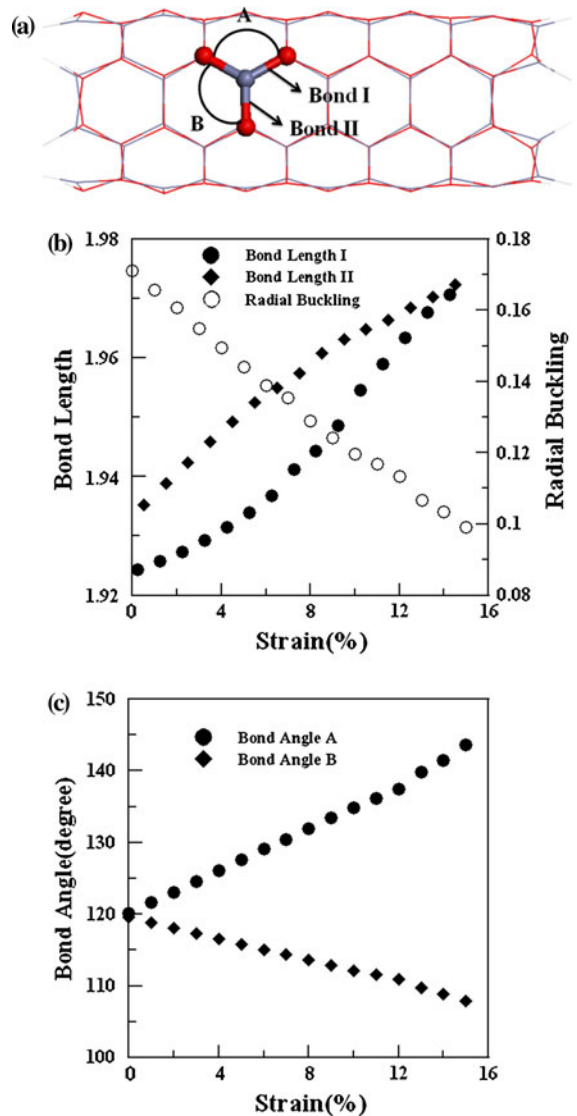 (a)
A
B
Bond I
Bond II
(b)
Bond Length I
Bond Length II
Radial Buckling
1.98
1.96
1.94
1.92
Bond Length
0.18
0.16
0.14
0.12
0.1
0.08
Radial Buckling
0 4 8 12 16
Strain(%)
(c)
Bond Angle A
Bond Angle B
150
140
130
120
110
100
Bond Angle(degree)
0 4 8 12 16
Strain(%)